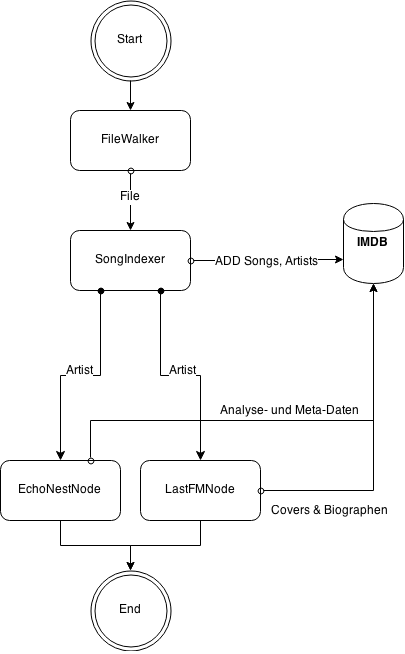 Start
FileWalker
File
SongIndexer
ADD Songs, Artists
IMDB
Artist
Artist
Analyse- und Meta-Daten
EchoNestNode
LastFMNode
Covers & Biographen
End